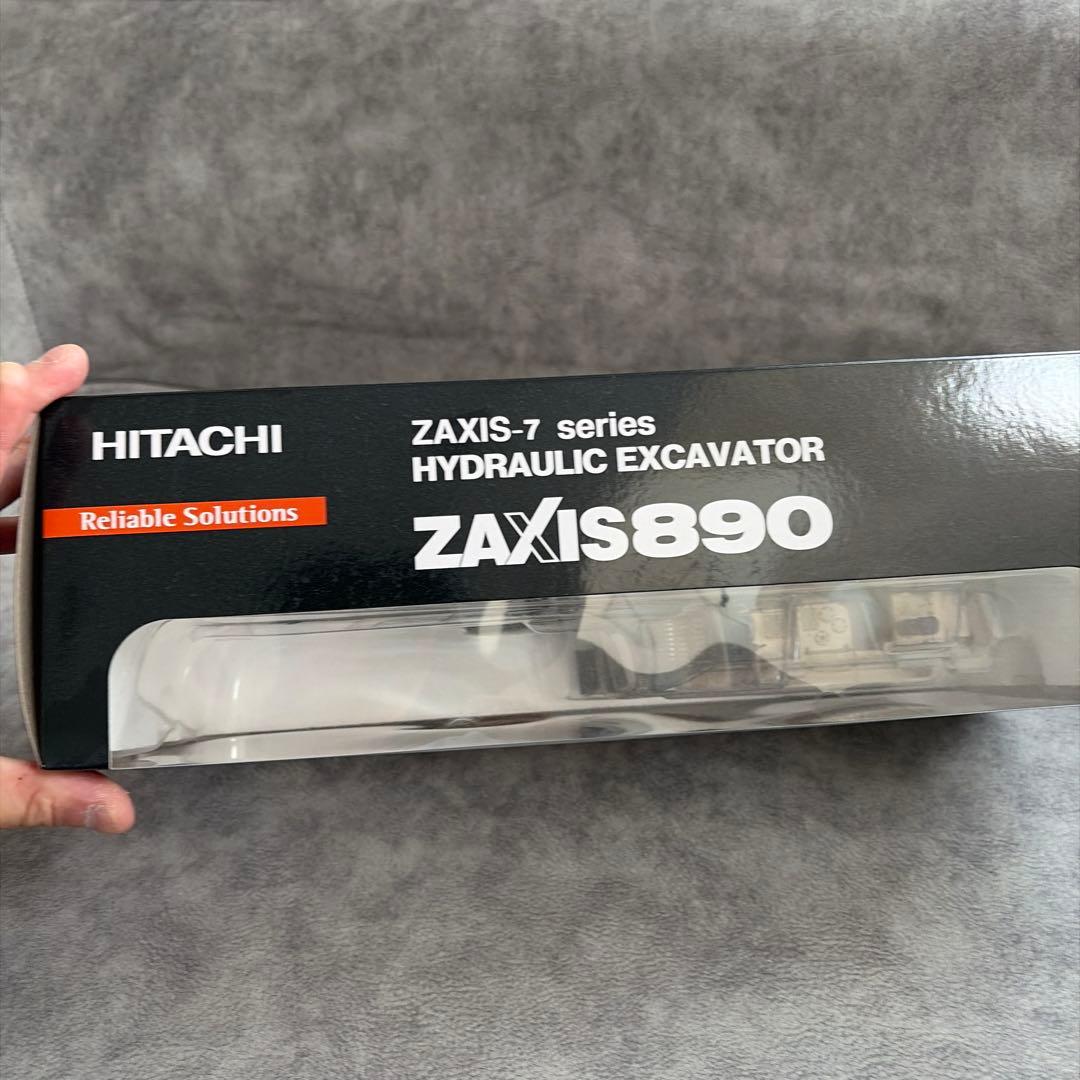 HITACHI
Reliable Solutions
ZAXIS-7 series
HYDRAULIC EXCAVATOR
ZAXIS890